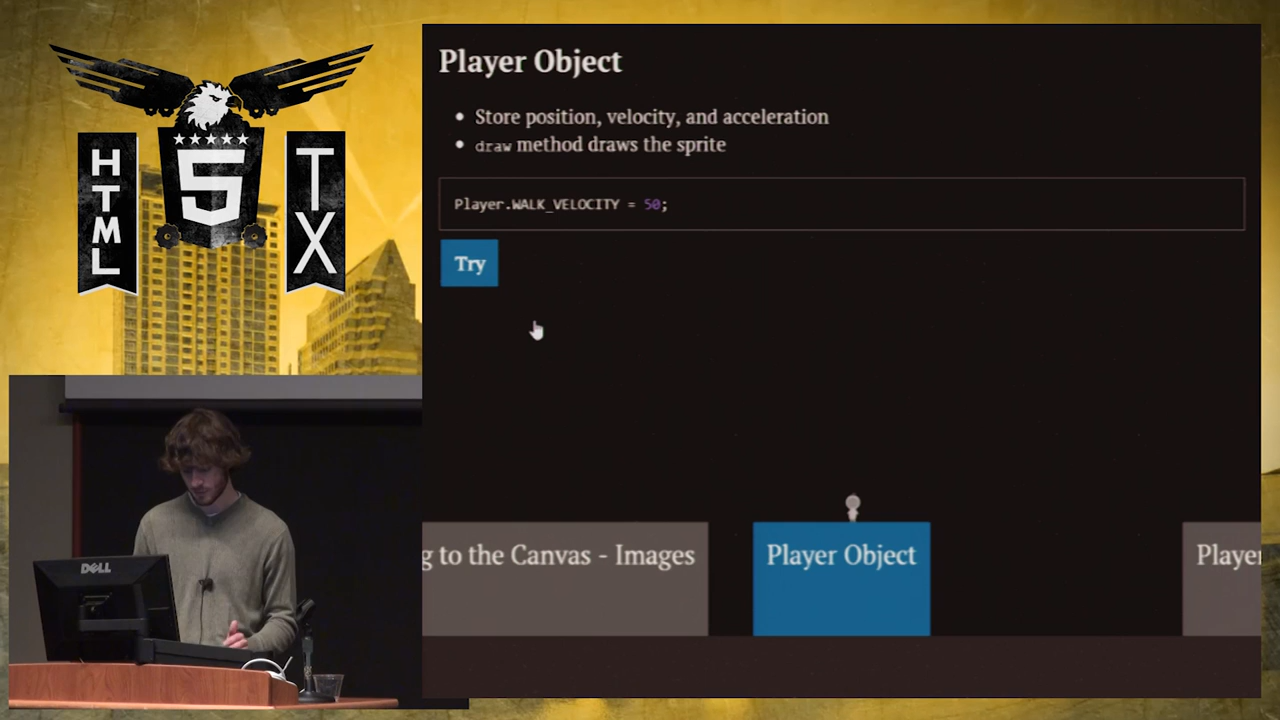 HTML
5
TX
Player Object
Store position, velocity, and acceleration
draw method draws the sprite
Player.WALK_VELOCITY = 50;
Try
g to the Canvas - Images
Player Object
Player
DELL